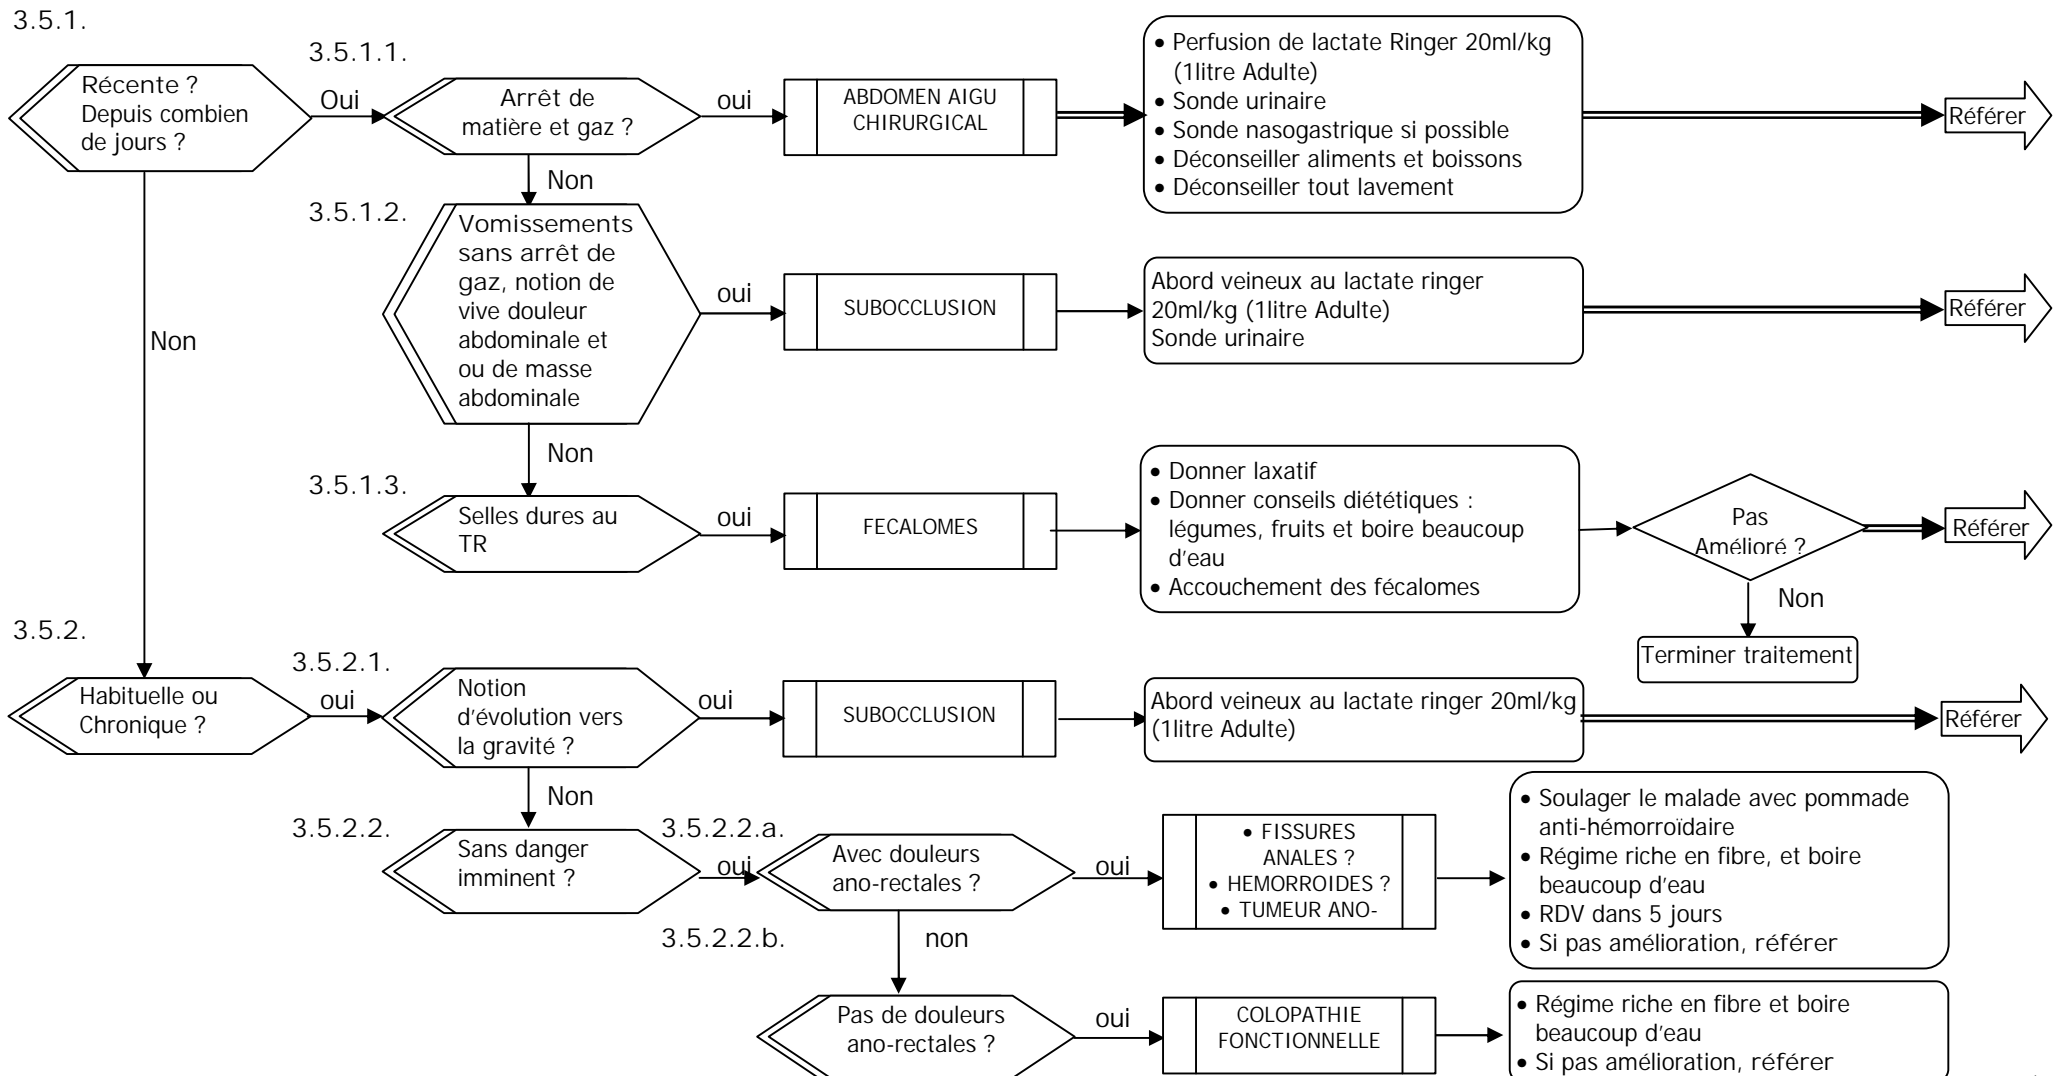 3.5.1.
Récente ?
Depuis combien
de jours ?
Oui
3.5.1.1.
Arrêt de
matière et gaz ?
oui
ABDOMEN AIGU
CHIRURGICAL
• Perfusion de lactate Ringer 20ml/kg
(1litre Adulte)
• Sonde urinaire
• Sonde nasogastrique si possible
• Déconseiller aliments et boissons
• Déconseiller tout lavement
Référer
Non
3.5.1.2.
Vomissements
sans arrêt de
gaz, notion de
vive douleur
abdominale et
ou de masse
abdominale
oui
SUBOCCLUSION
Abord veineux au lactate ringer
20ml/kg (1litre Adulte)
Sonde urinaire
Référer
Non
Non
3.5.1.3.
Selles dures au
TR
oui
FECALOMES
• Donner laxatif
• Donner conseils diététiques :
légumes, fruits et boire beaucoup
d'eau
• Accouchement des fécalomes
Pas
Amélioré ?
Référer
Non
Terminer traitement
3.5.2.
Habituelle ou
Chronique ?
oui
3.5.2.1.
Notion
d'évolution vers
la gravité ?
oui
SUBOCCLUSION
Abord veineux au lactate ringer 20ml/kg
(1litre Adulte)
Référer
Non
3.5.2.2.
Sans danger
imminent ?
oui
3.5.2.2.a.
Avec douleurs
ano-rectales ?
oui
• FISSURES
ANALES ?
• HEMORROIDES ?
• TUMEUR ANO-
• Soulager le malade avec pommade
anti-hémorroïdaire
• Régime riche en fibre, et boire
beaucoup d'eau
• RDV dans 5 jours
• Si pas amélioration, référer
3.5.2.2.b.
non
Pas de douleurs
ano-rectales ?
oui
COLOPATHIE
FONCTIONNELLE
• Régime riche en fibre et boire
beaucoup d'eau
• Si pas amélioration, référer